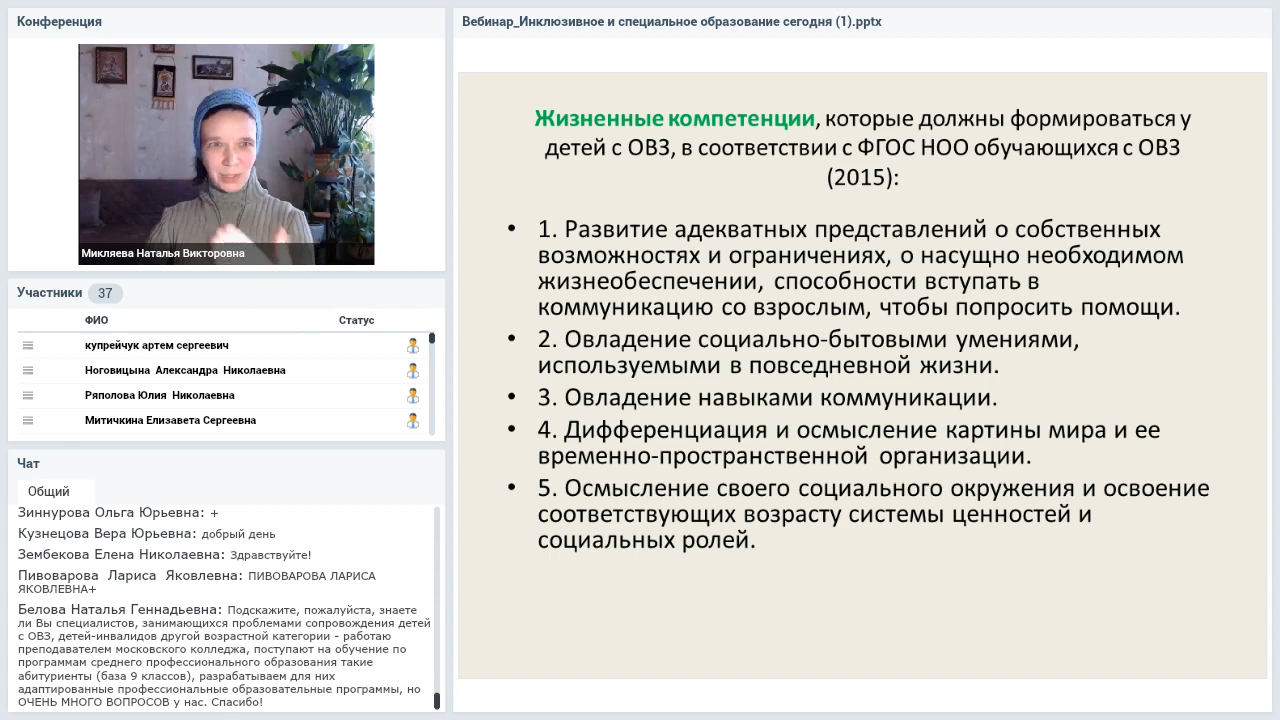 Конференция
Микляева Наталья Викторовна
Участники 37
ФИО Статус
купрейчук артем сергеевич
Ноговицына Александра Николаевна
Ряполова Юлия Николаевна
Митичкина Елизавета Сергеевна
Чат
Общий
Зиннурова Ольга Юрьевна: +
Кузнецова Вера Юрьевна: добрый день
Зембекова Елена Николаевна: Здравствуйте!
Пивоварова Лариса Яковлевна: ПИВОВАРОВА ЛАРИСА
ЯКОВЛЕВНА+
Белова Наталья Геннадьевна: Подскажите, пожалуйста, знаете
ли Вы специалистов, занимающихся проблемами сопровождения детей
с ОВЗ, детей-инвалидов другой возрастной категории - работаю
преподавателем московского колледжа, поступают на обучение по
программам среднего профессионального образования такие
абитуриенты (база 9 классов), разрабатываем для них
адаптированные профессиональные образовательные программы, но
ОЧЕНЬ МНОГО ВОПРОСОВ у нас. Спасибо!
Вебинар_Инклюзивное и специальное образование сегодня (1).pptx
Жизненные компетенции, которые должны формироваться у
детей с ОВЗ, в соответствии с ФГОС НОО обучающихся с ОВЗ
(2015):
• 1. Развитие адекватных представлений о собственных
возможностях и ограничениях, о насущно необходимом
жизнеобеспечении, способности вступать в
коммуникацию со взрослым, чтобы попросить помощи.
• 2. Овладение социально-бытовыми умениями,
используемыми в повседневной жизни.
• 3. Овладение навыками коммуникации.
• 4. Дифференциация и осмысление картины мира и ее
временно-пространственной организации.
• 5. Осмысление своего социального окружения и освоение
соответствующих возрасту системы ценностей и
социальных ролей.